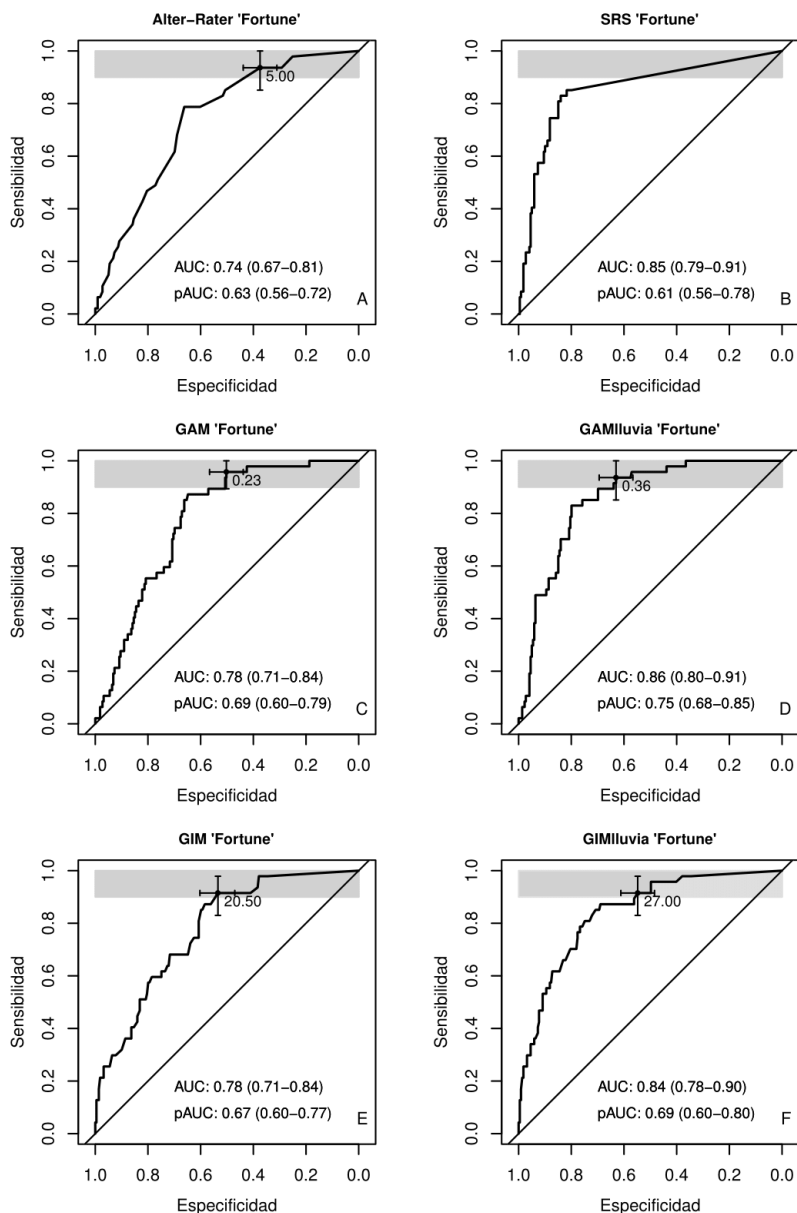 Alter−Rater 'Fortune'
Sensibilidad
0.0 0.2 0.4 0.6 0.8 1.0
5.00
AUC: 0.74 (0.67−0.81)
pAUC: 0.63 (0.56−0.72)
A
1.0 0.8 0.6 0.4 0.2 0.0
Especificidad
SRS 'Fortune'
Sensibilidad
0.0 0.2 0.4 0.6 0.8 1.0
AUC: 0.85 (0.79−0.91)
pAUC: 0.61 (0.56−0.78)
B
1.0 0.8 0.6 0.4 0.2 0.0
Especificidad
GAM 'Fortune'
Sensibilidad
0.0 0.2 0.4 0.6 0.8 1.0
0.23
AUC: 0.78 (0.71−0.84)
pAUC: 0.69 (0.60−0.79)
C
1.0 0.8 0.6 0.4 0.2 0.0
Especificidad
GAMlluvia 'Fortune'
Sensibilidad
0.0 0.2 0.4 0.6 0.8 1.0
0.36
AUC: 0.86 (0.80−0.91)
pAUC: 0.75 (0.68−0.85)
D
1.0 0.8 0.6 0.4 0.2 0.0
Especificidad
GIM 'Fortune'
Sensibilidad
0.0 0.2 0.4 0.6 0.8 1.0
20.50
AUC: 0.78 (0.71−0.84)
pAUC: 0.67 (0.60−0.77)
E
1.0 0.8 0.6 0.4 0.2 0.0
Especificidad
GIMlluvia 'Fortune'
Sensibilidad
0.0 0.2 0.4 0.6 0.8 1.0
27.00
AUC: 0.84 (0.78−0.90)
pAUC: 0.69 (0.60−0.80)
F
1.0 0.8 0.6 0.4 0.2 0.0
Especificidad